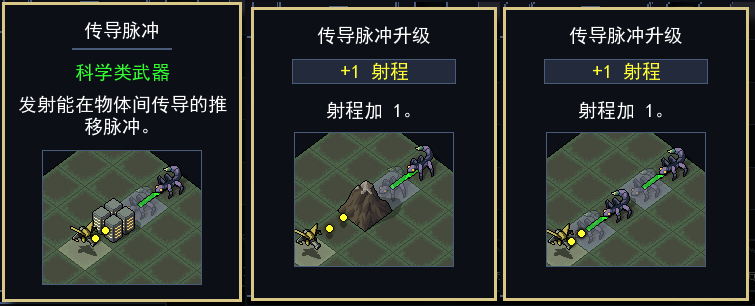 传导脉冲
科学类武器
发射能在物体间传导的推
移脉冲。
传导脉冲升级
+1 射程
射程加 1。
传导脉冲升级
+1 射程
射程加 1。